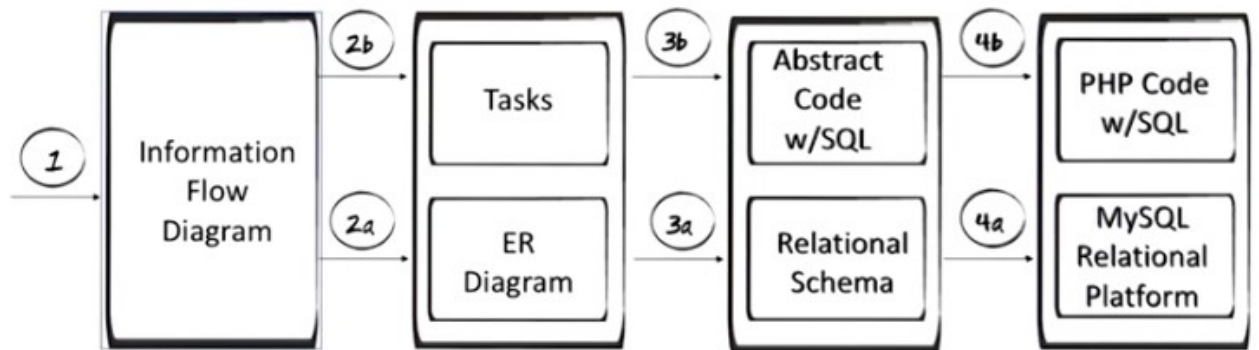 1
Information
Flow
Diagram
2b
2a
Tasks
ER
Diagram
3b
3a
Abstract
Code
w/SQL
Relational
Schema
4b
4a
PHP Code
w/SQL
MySQL
Relational
Platform